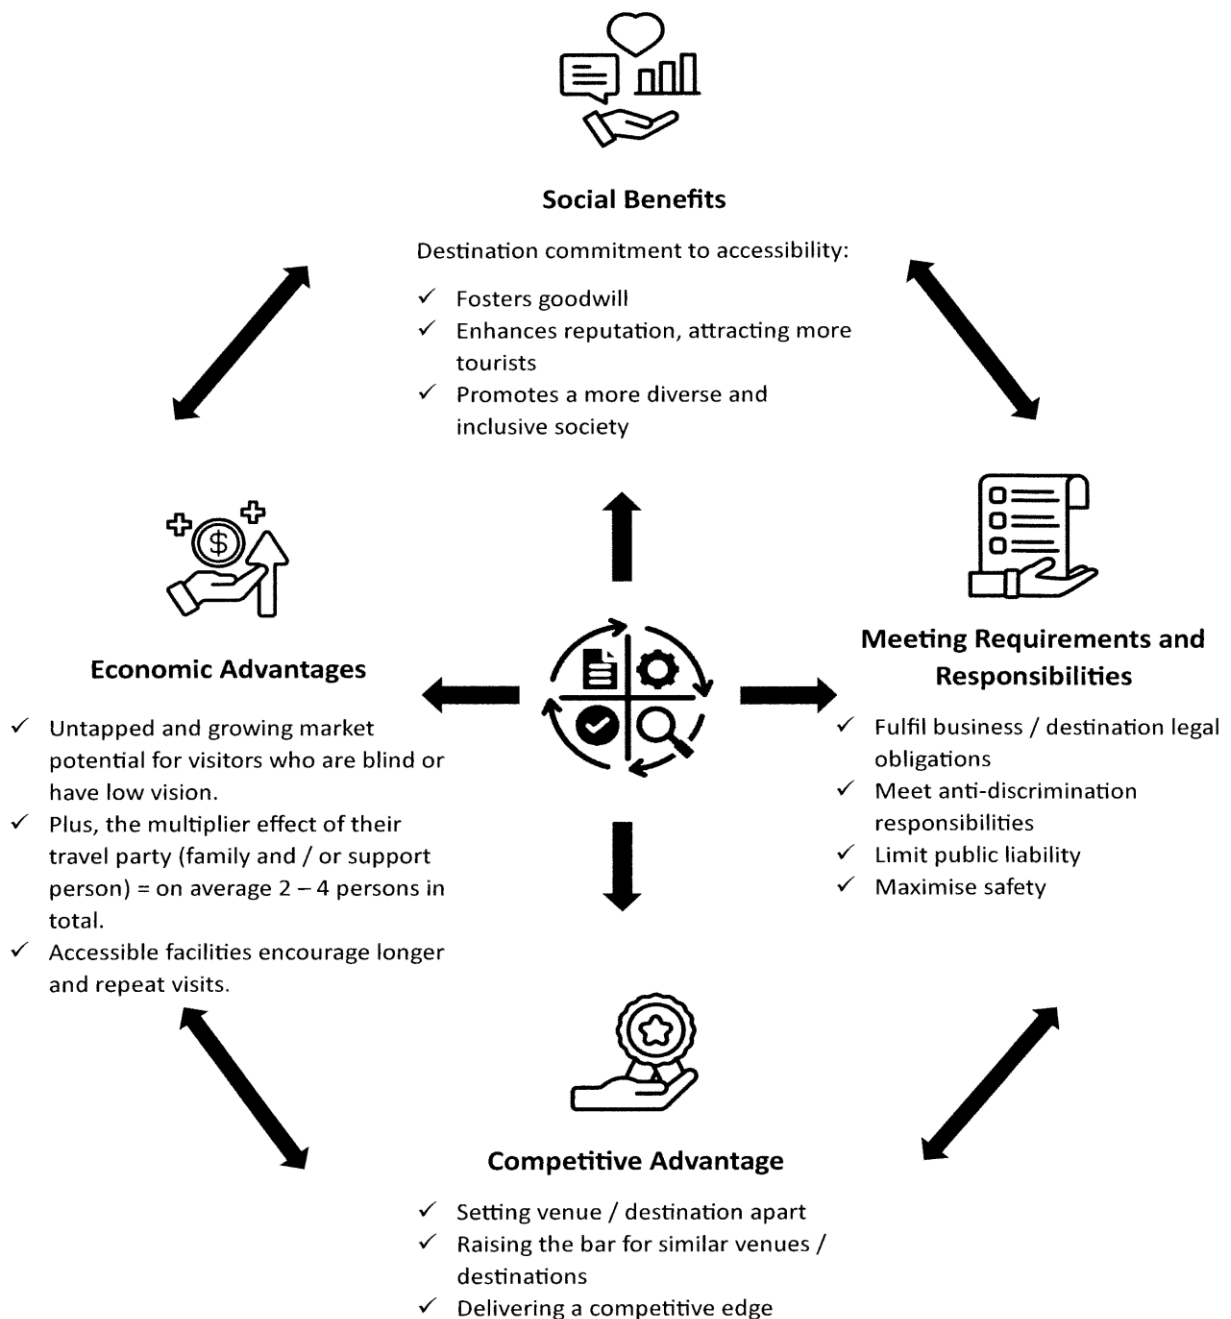 Social Benefits
Destination commitment to accessibility:
✓ Fosters goodwill
✓ Enhances reputation, attracting more
tourists
✓ Promotes a more diverse and
inclusive society
$
Economic Advantages
✓ Untapped and growing market
potential for visitors who are blind or
have low vision.
✓ Plus, the multiplier effect of their
travel party (family and / or support
person) = on average 2 – 4 persons in
total.
✓ Accessible facilities encourage longer
and repeat visits.
Meeting Requirements and
Responsibilities
✓ Fulfil business / destination legal
obligations
✓ Meet anti-discrimination
responsibilities
✓ Limit public liability
✓ Maximise safety
Competitive Advantage
✓ Setting venue / destination apart
✓ Raising the bar for similar venues /
destinations
✓ Delivering a competitive edge